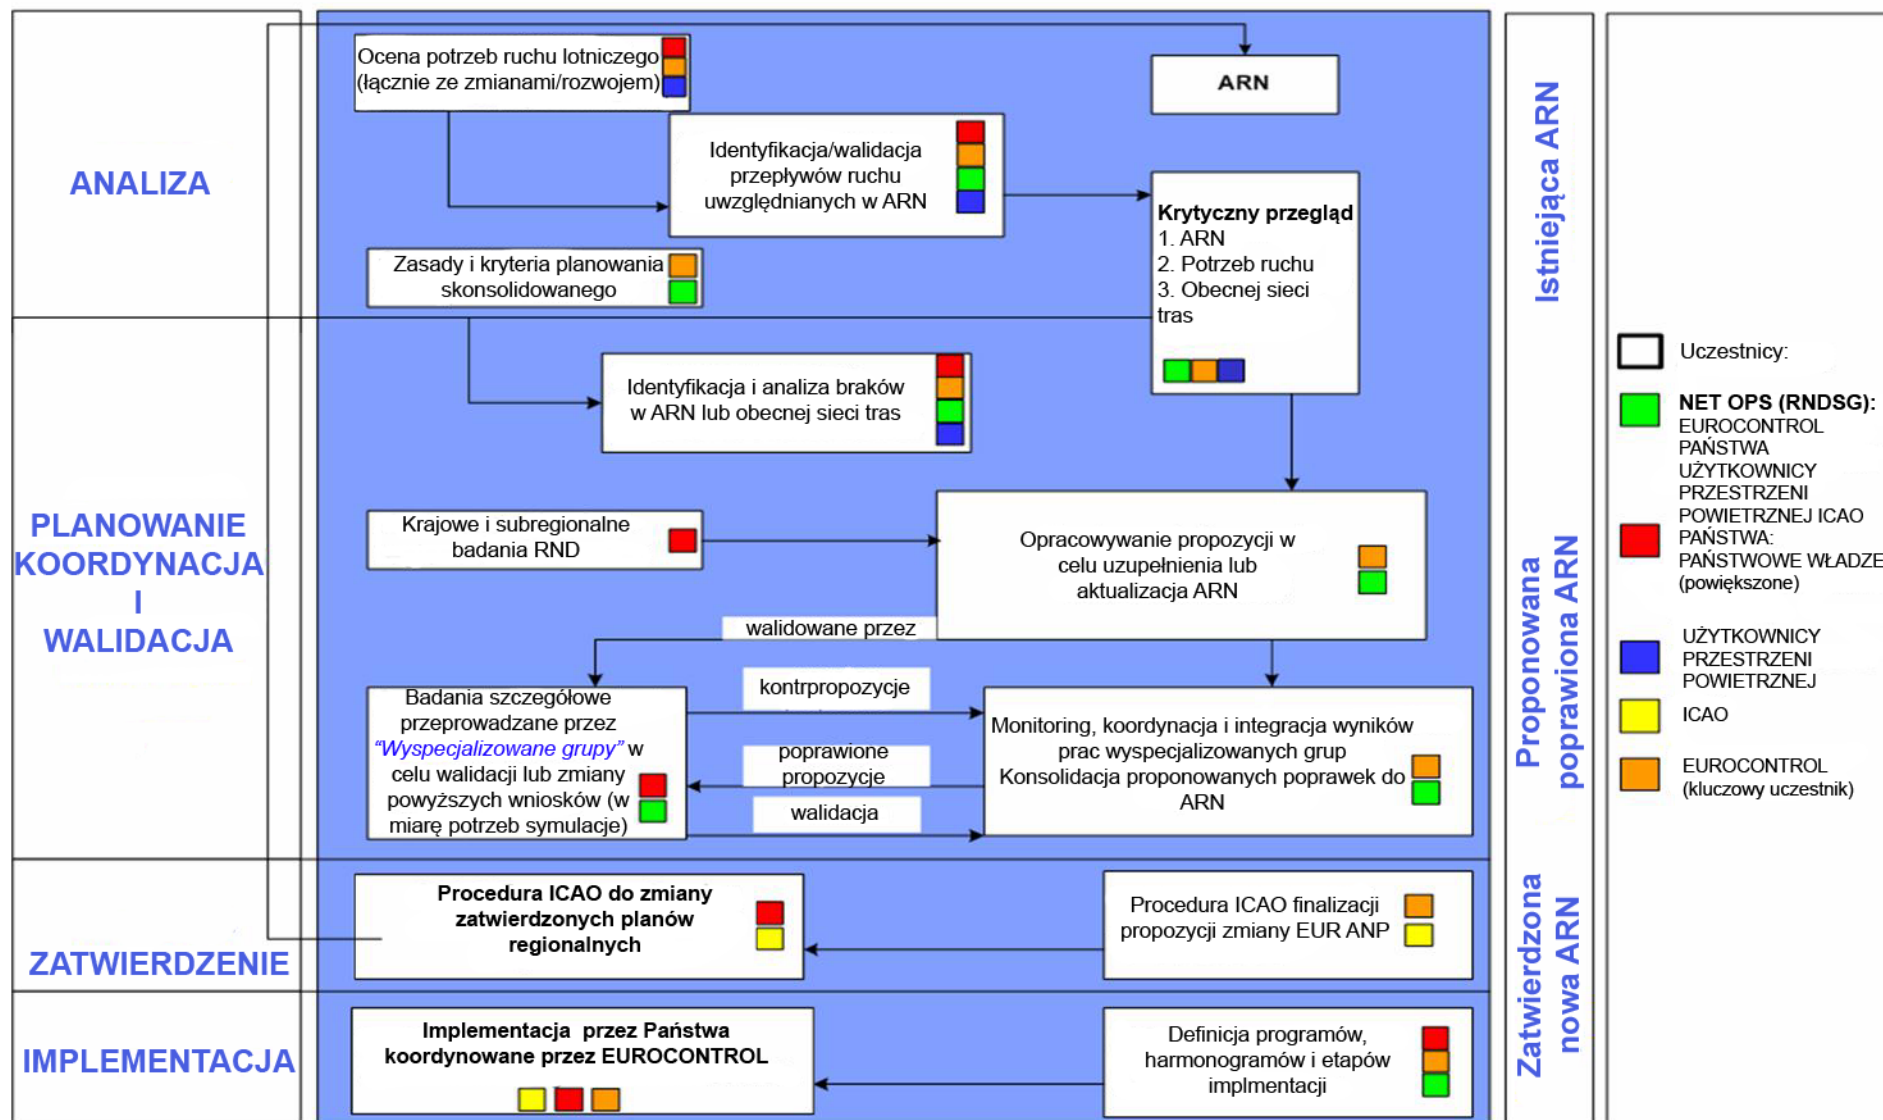 ANALIZA
Ocena potrzeb ruchu lotniczego
(łącznie ze zmianami/rozwojem)
ARN
Identyfikacja/walidacja
przepływów ruchu
uwzględnianych w ARN
Krytyczny przegląd
1. ARN
2. Potrzeb ruchu
3. Obecnej sieci
tras
Zasady i kryteria planowania
skonsolidowanego
PLANOWANIE
KOORDYNACJA
I
WALIDACJA
Identyfikacja i analiza braków
w ARN lub obecnej sieci tras
Krajowe i subregionalne
badania RND
Opracowywanie propozycji w
celu uzupełnienia lub
aktualizacja ARN
walidowane przez
Badania szczegółowe
przeprowadzane przez
“Wyspecjalizowane grupy” w
celu walidacji lub zmiany
powyższych wniosków (w
miarę potrzeb symulacje)
kontrpropozycje
poprawione
propozycje
walidacja
Monitoring, koordynacja i integracja wyników
prac wyspecjalizowanych grup
Konsolidacja proponowanych poprawek do
ARN
ZATWIERDZENIE
Procedura ICAO do zmiany
zatwierdzonych planów
regionalnych
Procedura ICAO finalizacji
propozycji zmiany EUR ANP
IMPLEMENTACJA
Implementacja przez Państwa
koordynowane przez EUROCONTROL
Definicja programów,
harmonogramów i etapów
implmentacji
Istniejąca ARN
Proponowana
poprawiona ARN
Zatwierdzona
nowa ARN
Uczestnicy:
NET OPS (RNDSG):
EUROCONTROL
PAŃSTWA
UŻYTKOWNICY
PRZESTRZENI
POWIETRZNEJ ICAO
PAŃSTWA:
PAŃSTWOWE WŁADZE
(powiększone)
UŻYTKOWNICY
PRZESTRZENI
POWIETRZNEJ
ICAO
EUROCONTROL
(kluczowy uczestnik)